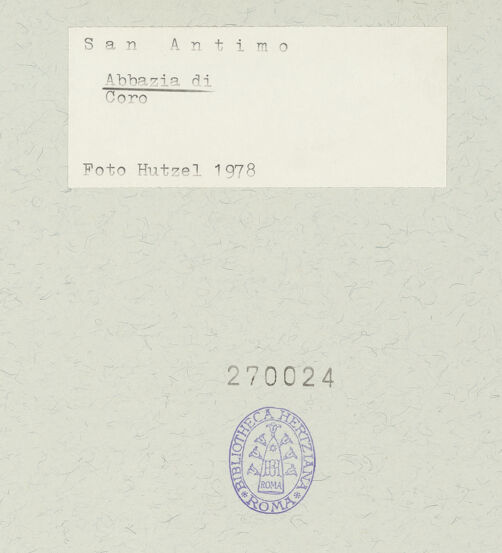 San Antimo
Abbazia di
Coro
Foto Hutzel 1978
270024
BIBLIOTHECA HERTZIANA
ROMA
ROMA